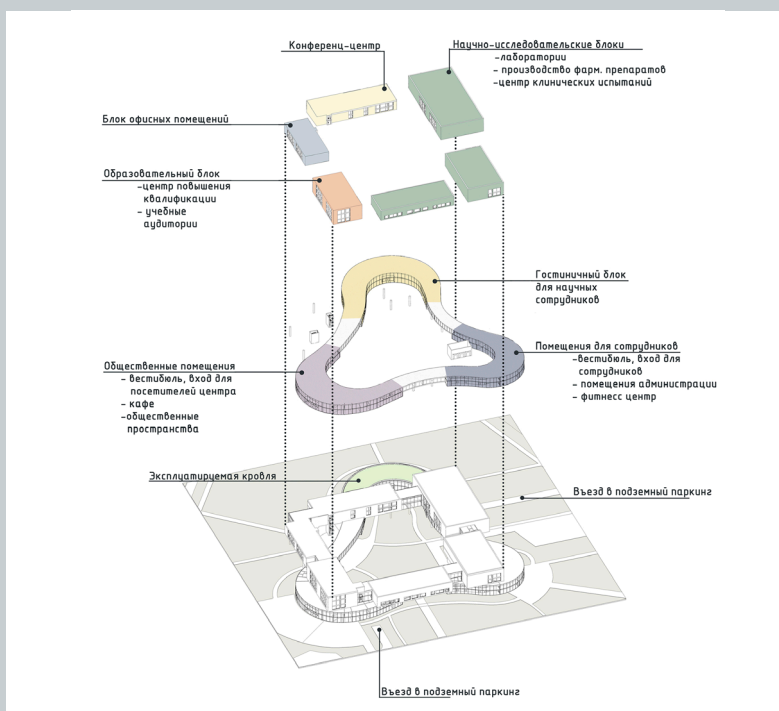 Конференц-центр
Научно-исследовательские блоки
-лаборатории
- производство фарм. препаратов
-центр клинических испытаний
Блок офисных помещений
Образовательный блок
-центр повышения
квалификации
- учебные
аудитории
Гостиничный блок
для научных
сотрудников
Помещения для сотрудников
-вестибюль, вход для
сотрудников
- помещения администрации
- фитнесс центр
Общественные помещения
- вестибюль, вход для
посетителей центра
- кафе
-общественные
пространства
Эксплуатируемая кровля
Въезд в подземный паркинг
Въезд в подземный паркинг